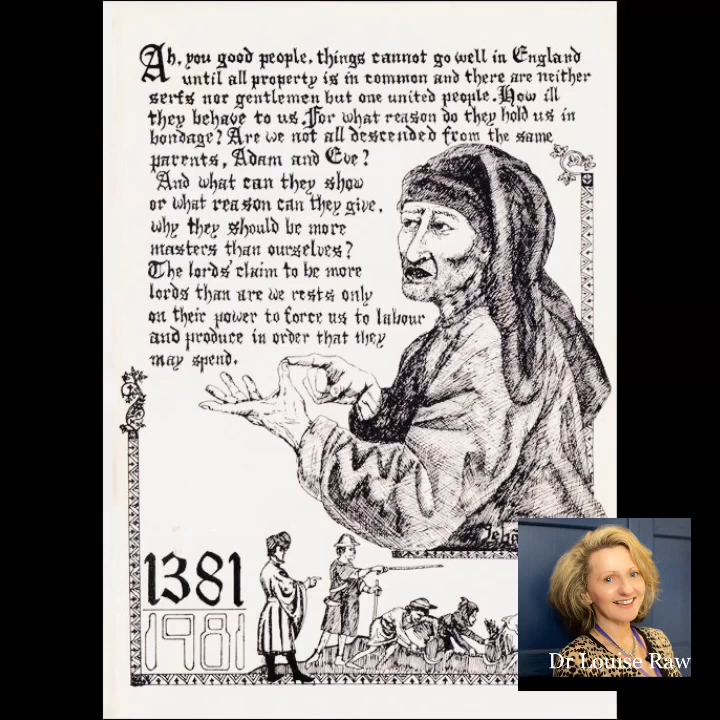 Ah, you good people, things cannot go well in England
until all property is in common and there are neither
serfs nor gentlemen but one united people. How ill
they behave to us. For what reason do they hold us in
bondage? Are we not all descended from the same
parents, Adam and Eve?
And what can they show
or what reason can they give,
why they should be more
masters than ourselves?
The lords' claim to be more
lords than are we rests only
on their power to force us to labour
and produce in order that they
may spend.
1381
1981
Dr Louise Raw